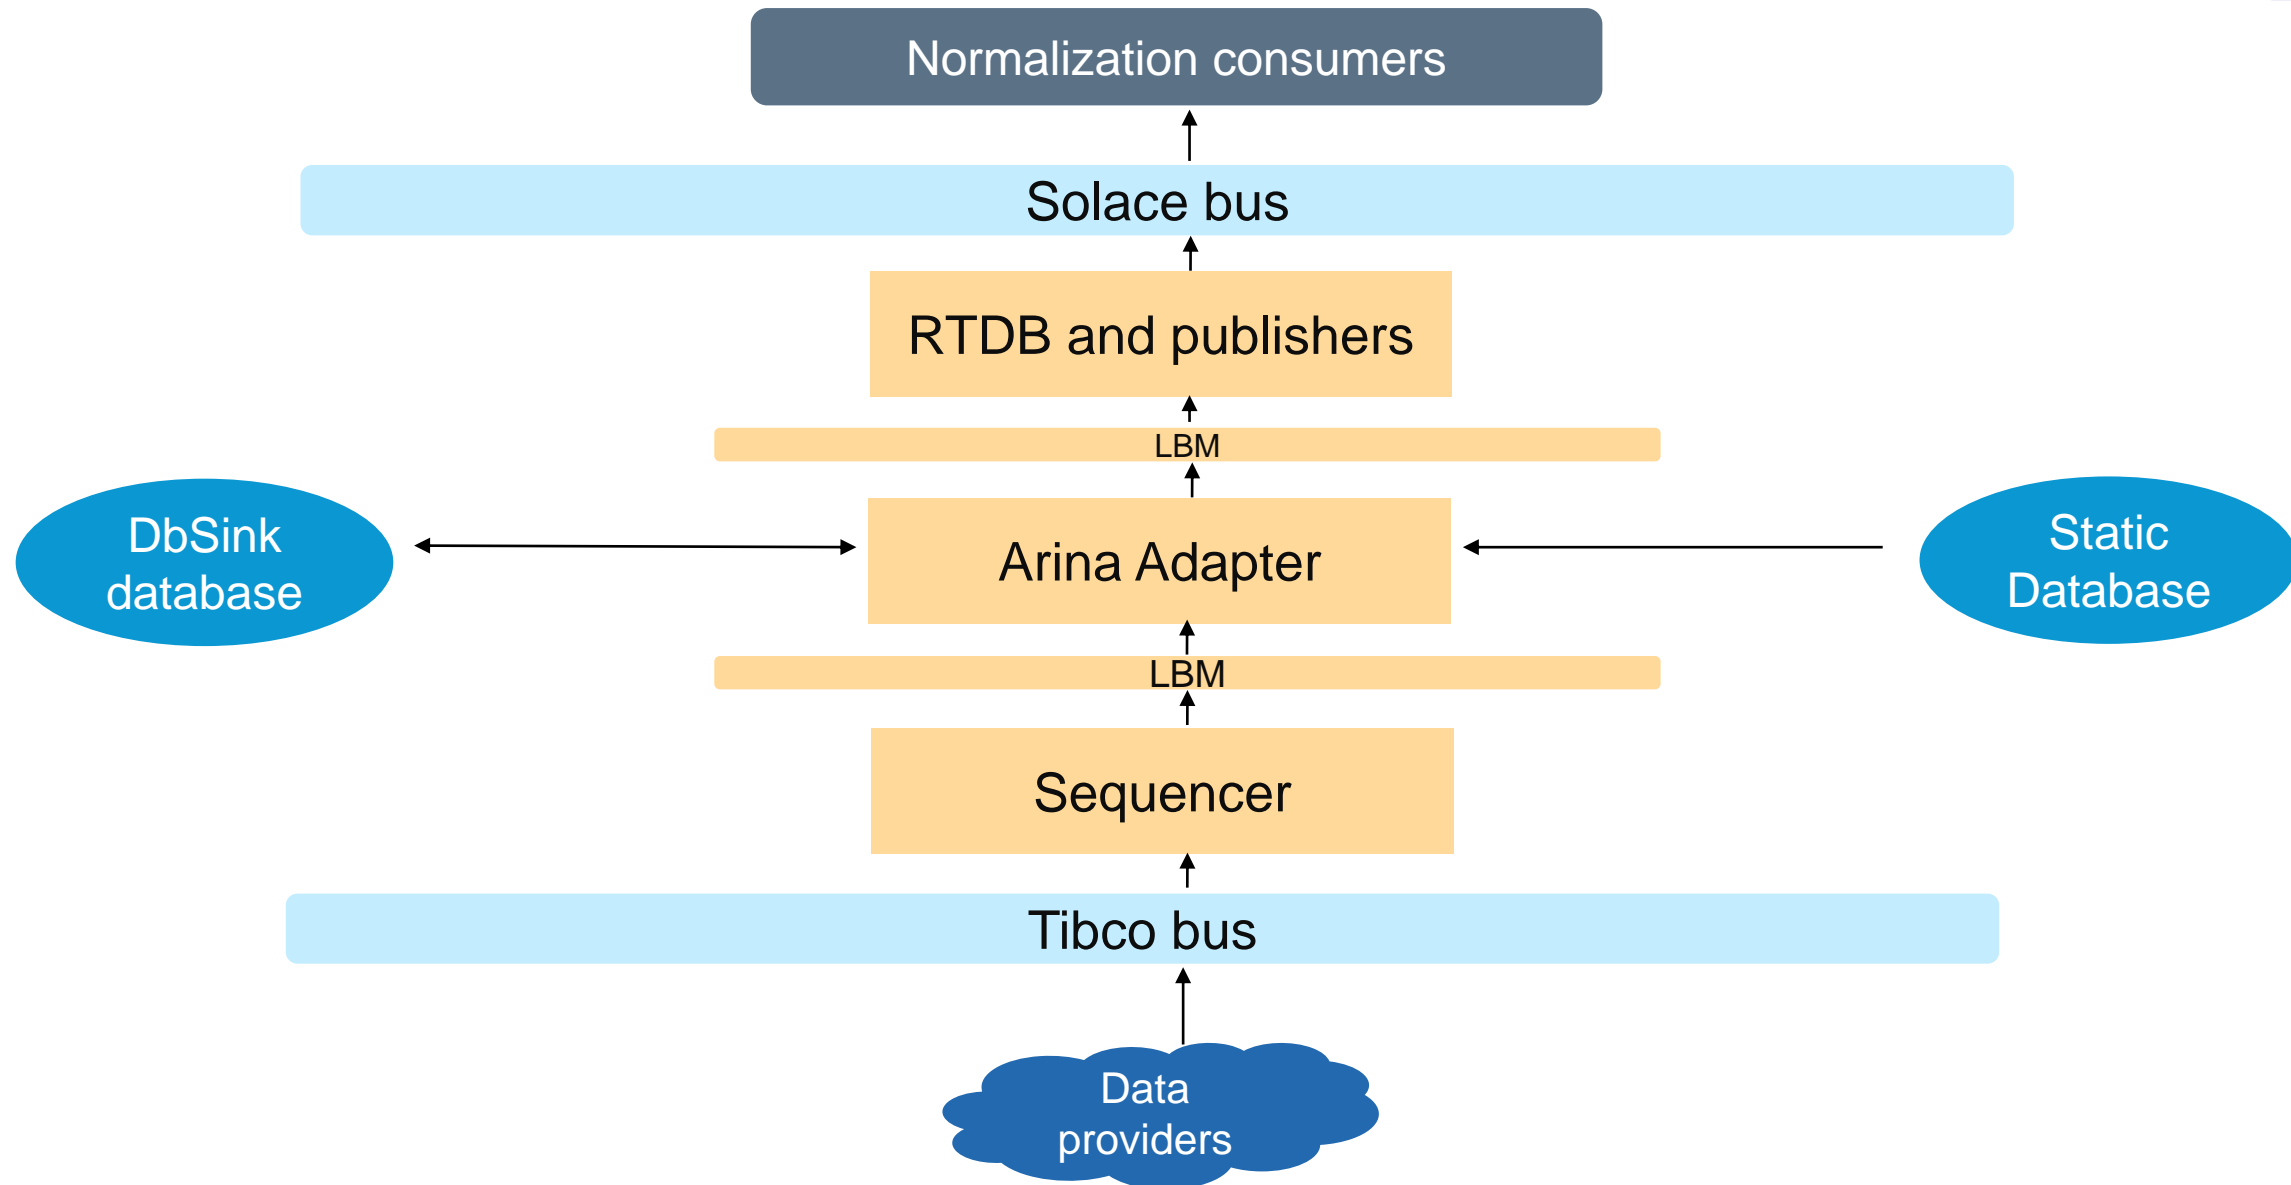 Normalization consumers
Solace bus
RTDB and publishers
LBM
DbSink
database
Arina Adapter
Static
Database
LBM
Sequencer
Tibco bus
Data
providers